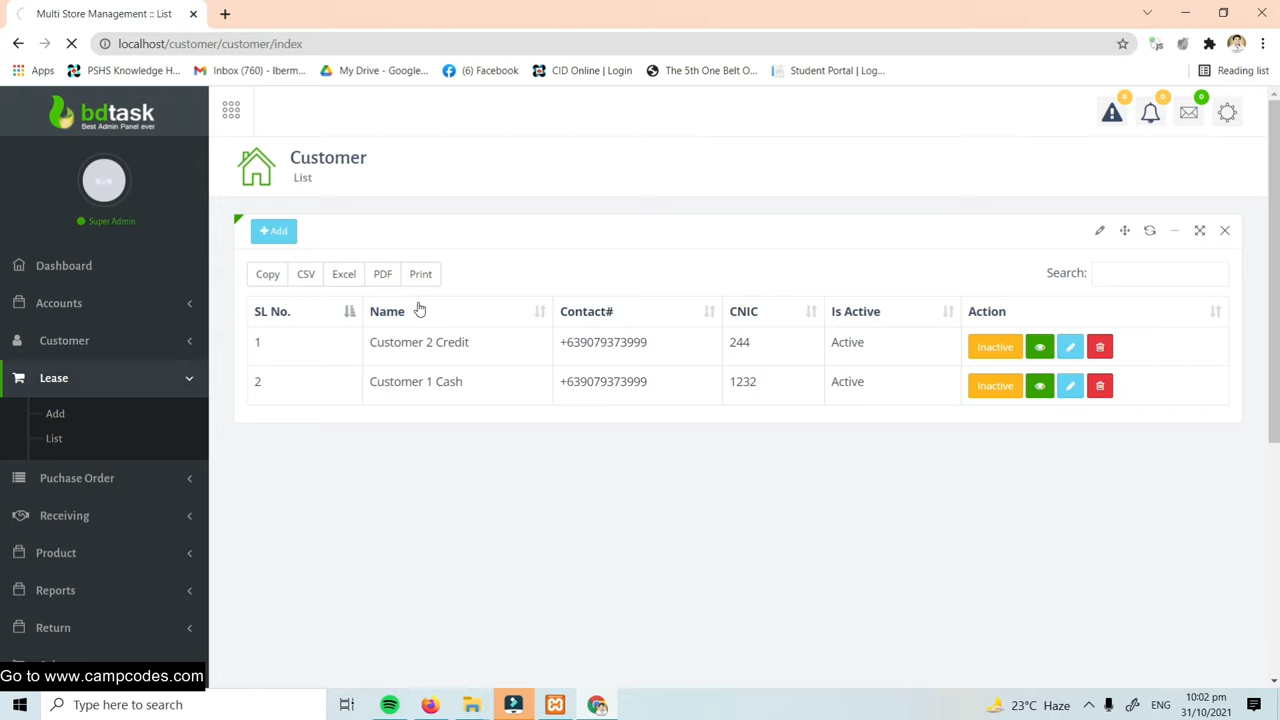 Multi Store Management :: List
localhost/customer/customer/index
Apps PSHS Knowledge H... Inbox (760) - Iberm... My Drive - Google... (6) Facebook CID Online | Login The 5th One Belt O... Student Portal | Log... Reading list
bdtask
Best Admin Panel ever
0 0 0
Customer
List
Super Admin
Add
Dashboard
Accounts
Customer
Lease
Add
List
Puchase Order
Receiving
Product
Reports
Return
Copy CSV Excel PDF Print Search:
SL No. Name Contact# CNIC Is Active Action
1 Customer 2 Credit +639079373999 244 Active Inactive
2 Customer 1 Cash +639079373999 1232 Active Inactive
Go to www.campcodes.com
Type here to search
23°C Haze ENG
10:02 pm
31/10/2021